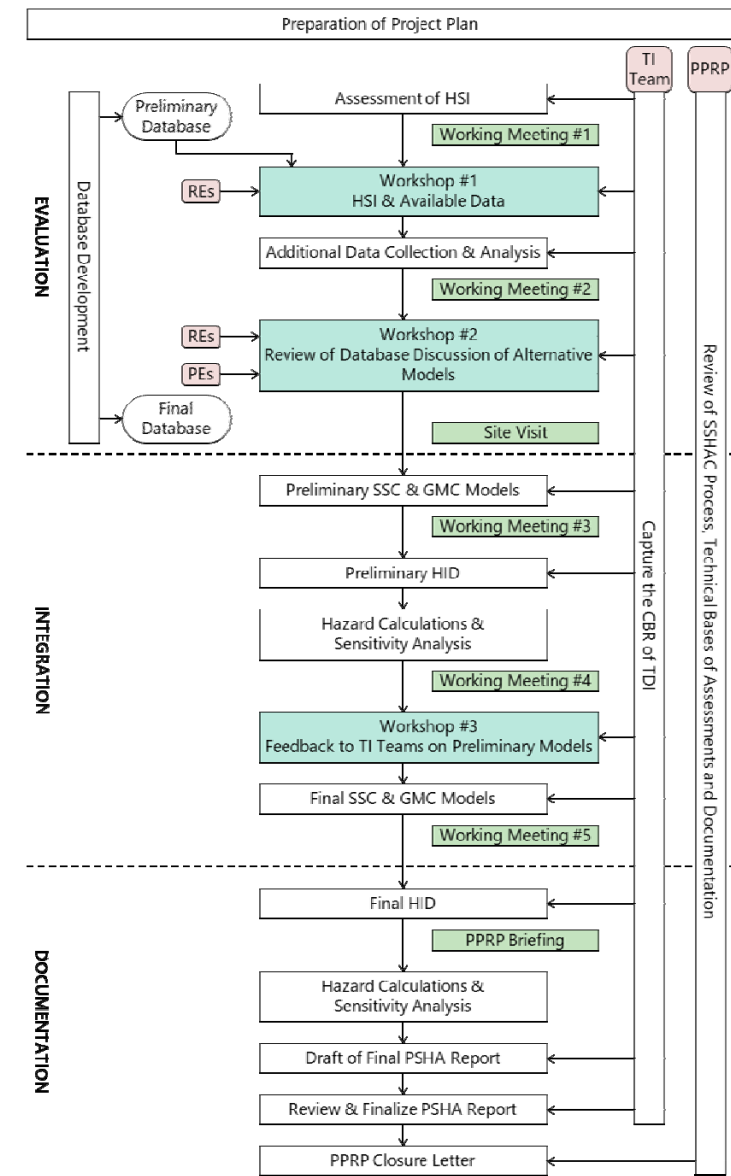 Preparation of Project Plan
TI
Team
PPRP
Assessment of HSI
Preliminary
Database
Working Meeting #1
REs
Workshop #1
HSI & Available Data
Additional Data Collection & Analysis
Working Meeting #2
EVALUATION
Database Development
REs
PEs
Workshop #2
Review of Database Discussion of Alternative
Models
Final
Database
Site Visit
Preliminary SSC & GMC Models
Working Meeting #3
Preliminary HID
INTEGRATION
Hazard Calculations &
Sensitivity Analysis
Working Meeting #4
Workshop #3
Feedback to TI Teams on Preliminary Models
Final SSC & GMC Models
Working Meeting #5
Capture the CBR of TDI
Review of SSHAC Process, Technical Bases of Assessments and Documentation
Final HID
PPRP Briefing
DOCUMENTATION
Hazard Calculations &
Sensitivity Analysis
Draft of Final PSHA Report
Review & Finalize PSHA Report
PPRP Closure Letter